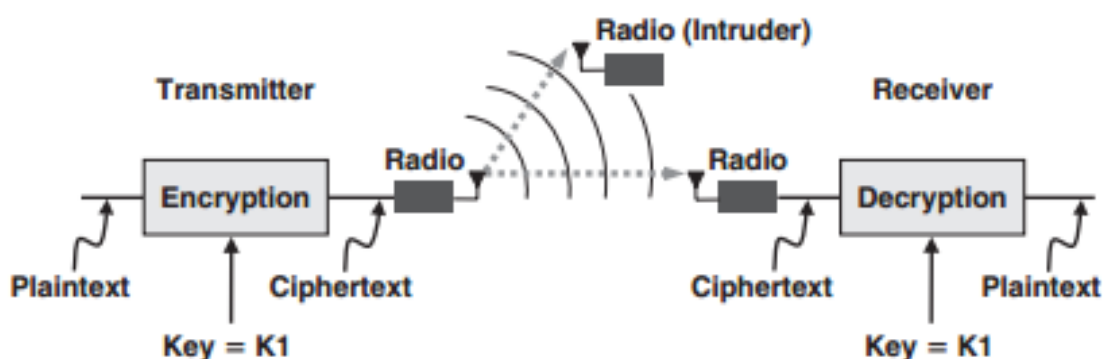 Radio (Intruder)
Transmitter
Receiver
Radio
Radio
Encryption
Decryption
Plaintext
Ciphertext
Ciphertext
Plaintext
Key = K1
Key = K1